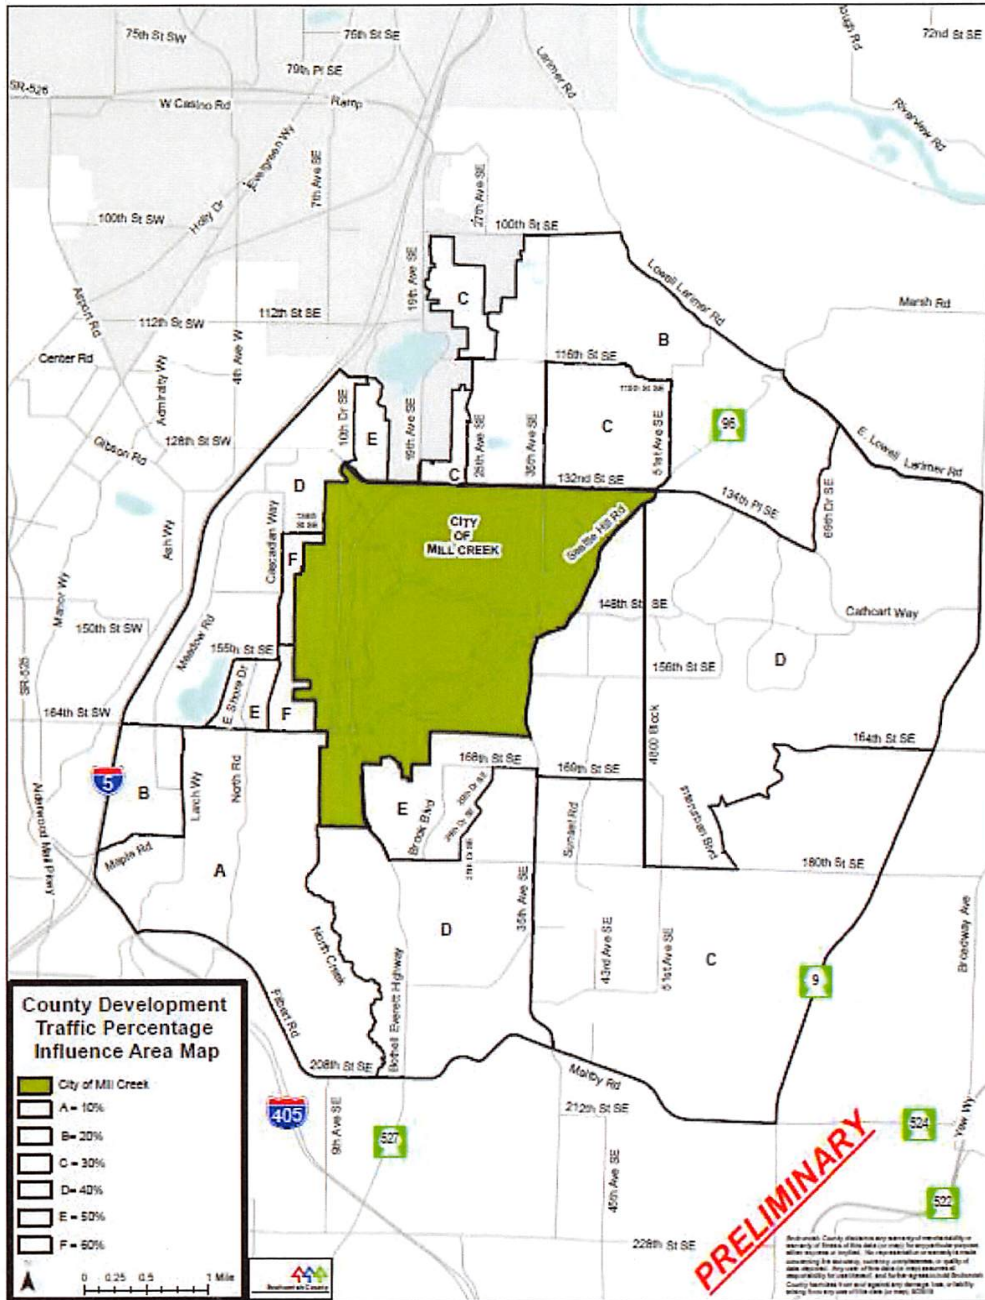 75th St SW
75th St SE
Larimer Rd
72nd St SE
79th Pl SE
SR-526
W Casino Rd
Ramp
Riverview Rd
Evergreen Wy
7th Ave SE
27th Ave SE
100th St SW
Holly Dr
100th St SE
Airport Rd
19th Ave SE
C
Lowell Larimer Rd
Marsh Rd
112th St SW
112th St SE
4th Ave W
B
Center Rd
Admiralty Wy
116th St SE
10th Dr SE
19th Ave SE
C
51st Ave SE
96
Gibson Rd
128th St SW
E
C
25th Ave SE
35th Ave SE
132nd St SE
E. Lowell Larimer Rd
134th Pl SE
69th Dr SE
D
CITY
OF
MILL CREEK
Seattle Hill Rd
Ash Wy
Cascadian Way
F
Manor Wy
148th St SE
Cathcart Way
150th St SW
Meadow Rd
155th St SE
156th St SE
D
SR-525
E. Shore Dr
E
F
164th St SW
4600 Block
164th St SE
5
B
Larch Wy
North Rd
168th St SE
169th St SE
E
Brook Blvd
Sunset Rd
Interurban Blvd
Maple Rd
A
180th St SE
35th Ave SE
D
North Creek
43rd Ave SE
51st Ave SE
C
Broadway Ave
9
Filbert Rd
Bothell Everett Highway
208th St SE
Maltby Rd
405
9th Ave SE
527
212th St SE
45th Ave SE
524
Yew Wy
522
228th St SE
PRELIMINARY
County Development
Traffic Percentage
Influence Area Map
City of Mill Creek
A = 10%
B= 20%
C = 30%
D= 40%
E = 50%
F = 60%
N
0 0.25 0.5 1 Mile
Snohomish County